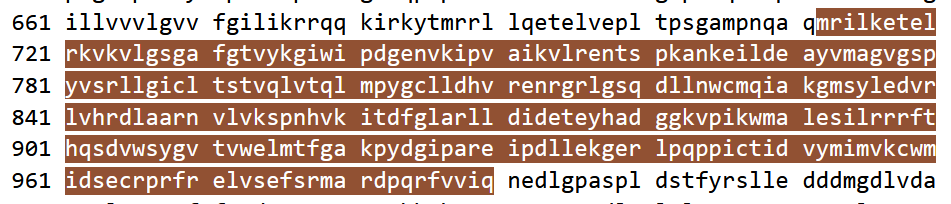 661 illvvvlgvv fgilikrrqq kirkytmrrl lqetelvepl tpsgampnqa qmrilketel
721 rkvkvlgsga fgtvykgiwi pdgenvkipv aikvlrents pkankeilde ayvmagvgsp
781 yvsrllgicl tstvqlvtql mpygclldhv renrgrlgsq dllnwcmqia kgmsyledvr
841 lvhrdlaarn vlvkspnhvk itdfglarll dideteyhad ggkvpikwma lesilrrrft
901 hqsdvwsygv tvwelmtfga kpydgipare ipdllekger lpqppictid vymimvkcwm
961 idsecrprfr elvsefsrma rdpqrfvviq nedlgpaspl dstfyrslle dddmgdlvda